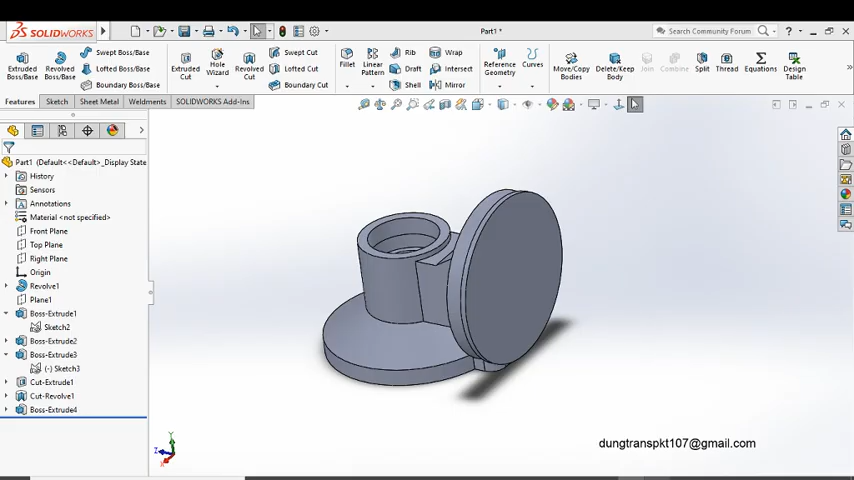 SOLIDWORKS
Part1 *
Search Community Forum
Extruded Boss/Base
Revolved Boss/Base
Swept Boss/Base
Lofted Boss/Base
Boundary Boss/Base
Extruded Cut
Hole Wizard
Revolved Cut
Swept Cut
Lofted Cut
Boundary Cut
Fillet
Linear Pattern
Rib
Draft
Shell
Wrap
Intersect
Mirror
Reference Geometry
Curves
Move/Copy Bodies
Delete/Keep Body
Join
Combine
Split
Thread
Equations
Design Table
Features
Sketch
Sheet Metal
Weldments
SOLIDWORKS Add-Ins
Part1 (Default<<Default>_Display State
History
Sensors
Annotations
Material <not specified>
Front Plane
Top Plane
Right Plane
Origin
Revolve1
Plane1
Boss-Extrude1
Sketch2
Boss-Extrude2
Boss-Extrude3
(-) Sketch3
Cut-Extrude1
Cut-Revolve1
Boss-Extrude4
Y
Z
X
dungtranspkt107@gmail.com